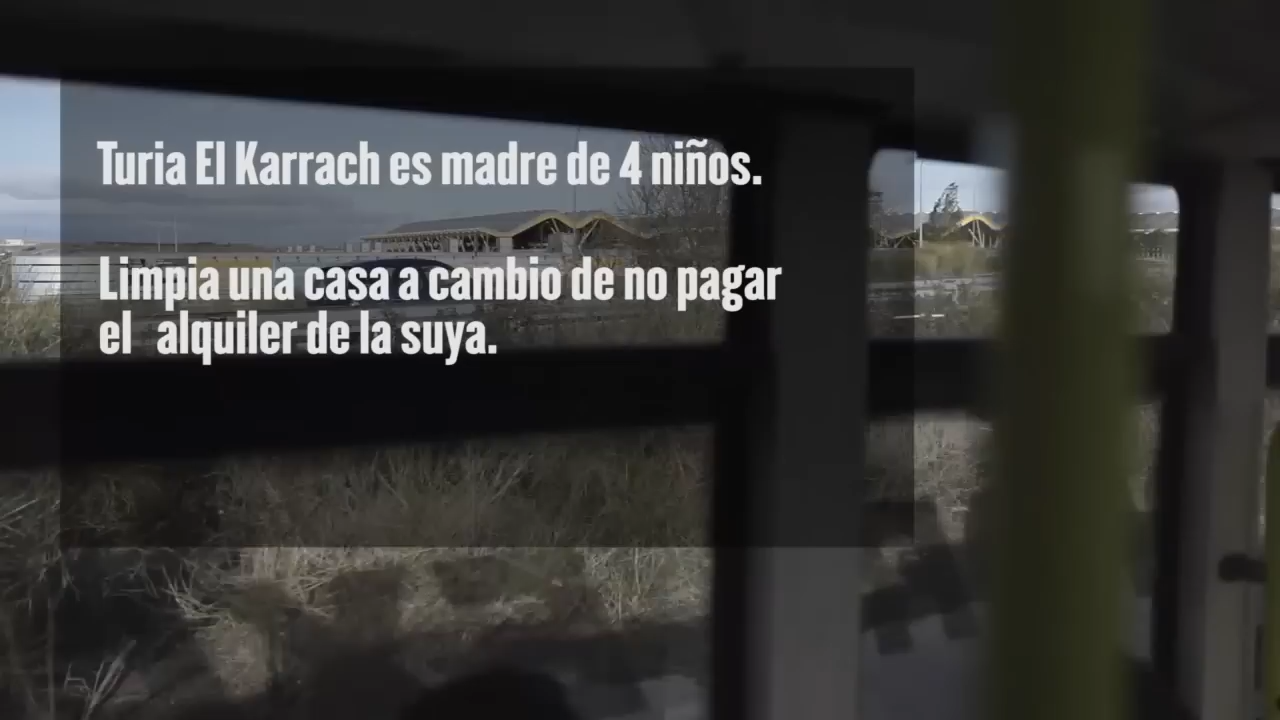 Turia El Karrach es madre de 4 niños.
Limpia una casa a cambio de no pagar
el alquiler de la suya.